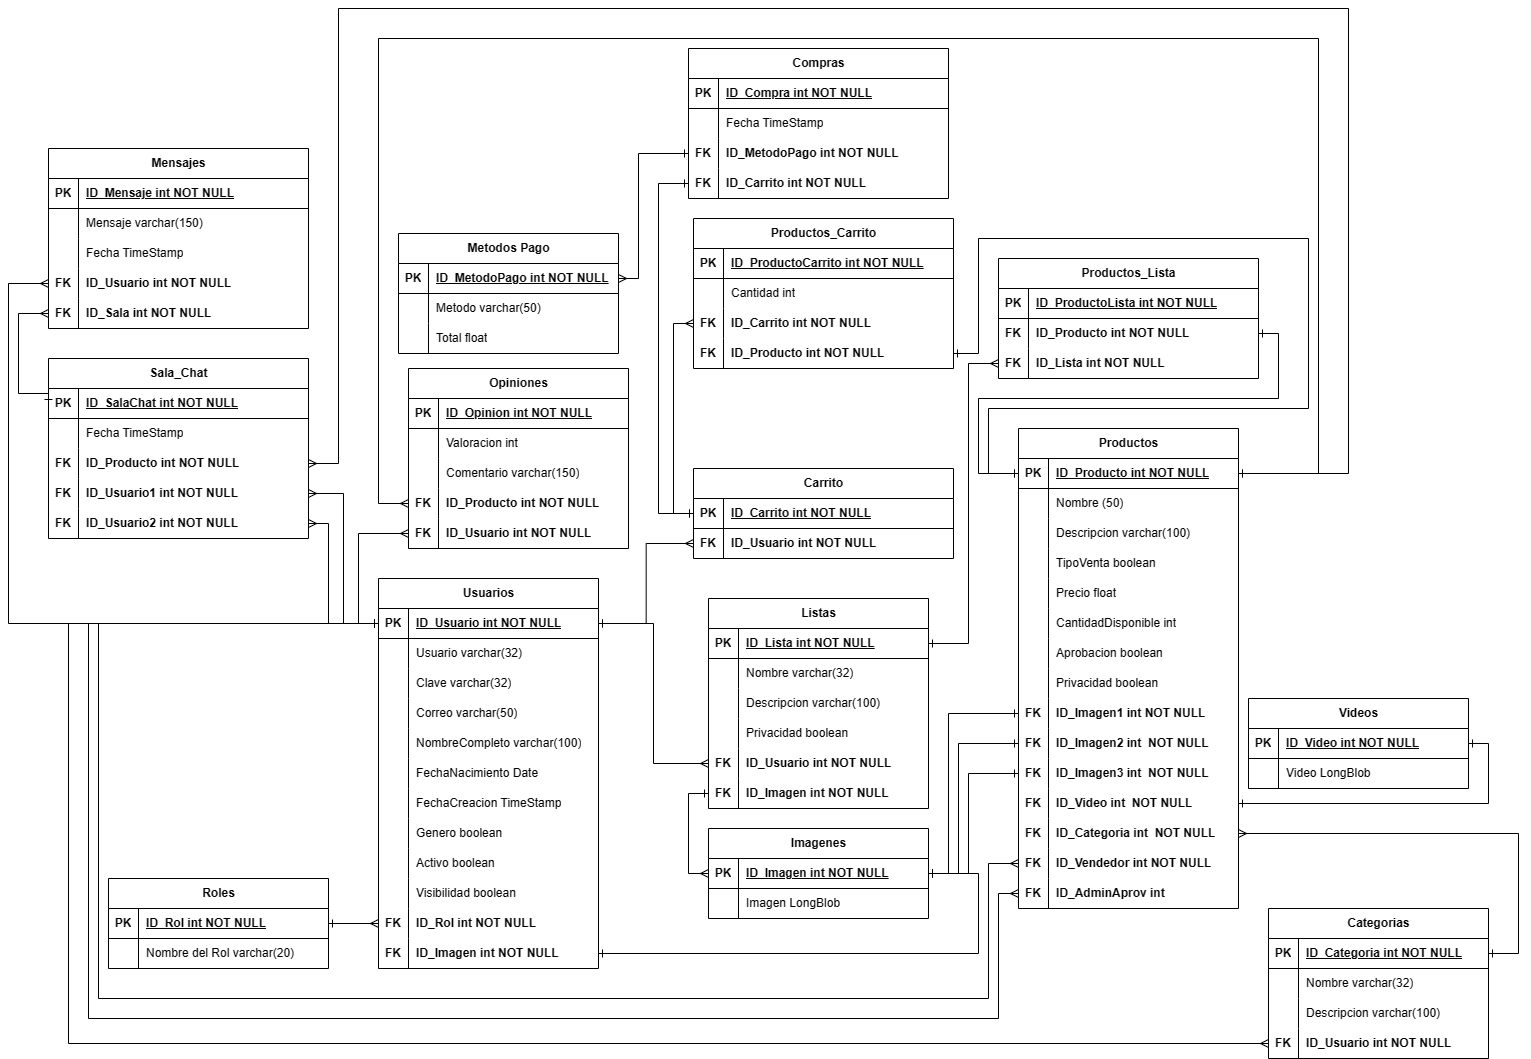 Compras
PK ID_Compra int NOT NULL
Fecha TimeStamp
FK ID_MetodoPago int NOT NULL
FK ID_Carrito int NOT NULL
Mensajes
PK ID_Mensaje int NOT NULL
Mensaje varchar(150)
Fecha TimeStamp
FK ID_Usuario int NOT NULL
FK ID_Sala int NOT NULL
Metodos Pago
PK ID_MetodoPago int NOT NULL
Metodo varchar(50)
Total float
Productos_Carrito
PK ID_ProductoCarrito int NOT NULL
Cantidad int
FK ID_Carrito int NOT NULL
FK ID_Producto int NOT NULL
Productos_Lista
PK ID_ProductoLista int NOT NULL
FK ID_Producto int NOT NULL
FK ID_Lista int NOT NULL
Sala_Chat
PK ID_SalaChat int NOT NULL
Fecha TimeStamp
FK ID_Producto int NOT NULL
FK ID_Usuario1 int NOT NULL
FK ID_Usuario2 int NOT NULL
Opiniones
PK ID_Opinion int NOT NULL
Valoracion int
Comentario varchar(150)
FK ID_Producto int NOT NULL
FK ID_Usuario int NOT NULL
Carrito
PK ID_Carrito int NOT NULL
FK ID_Usuario int NOT NULL
Productos
PK ID_Producto int NOT NULL
Nombre (50)
Descripcion varchar(100)
TipoVenta boolean
Precio float
CantidadDisponible int
Aprobacion boolean
Privacidad boolean
FK ID_Imagen1 int NOT NULL
FK ID_Imagen2 int NOT NULL
FK ID_Imagen3 int NOT NULL
FK ID_Video int NOT NULL
FK ID_Categoria int NOT NULL
FK ID_Vendedor int NOT NULL
FK ID_AdminAprov int
Usuarios
PK ID_Usuario int NOT NULL
Usuario varchar(32)
Clave varchar(32)
Correo varchar(50)
NombreCompleto varchar(100)
FechaNacimiento Date
FechaCreacion TimeStamp
Genero boolean
Activo boolean
Visibilidad boolean
FK ID_Rol int NOT NULL
FK ID_Imagen int NOT NULL
Listas
PK ID_Lista int NOT NULL
Nombre varchar(32)
Descripcion varchar(100)
Privacidad boolean
FK ID_Usuario int NOT NULL
FK ID_Imagen int NOT NULL
Videos
PK ID_Video int NOT NULL
Video LongBlob
Imagenes
PK ID_Imagen int NOT NULL
Imagen LongBlob
Roles
PK ID_Rol int NOT NULL
Nombre del Rol varchar(20)
Categorias
PK ID_Categoria int NOT NULL
Nombre varchar(32)
Descripcion varchar(100)
FK ID_Usuario int NOT NULL